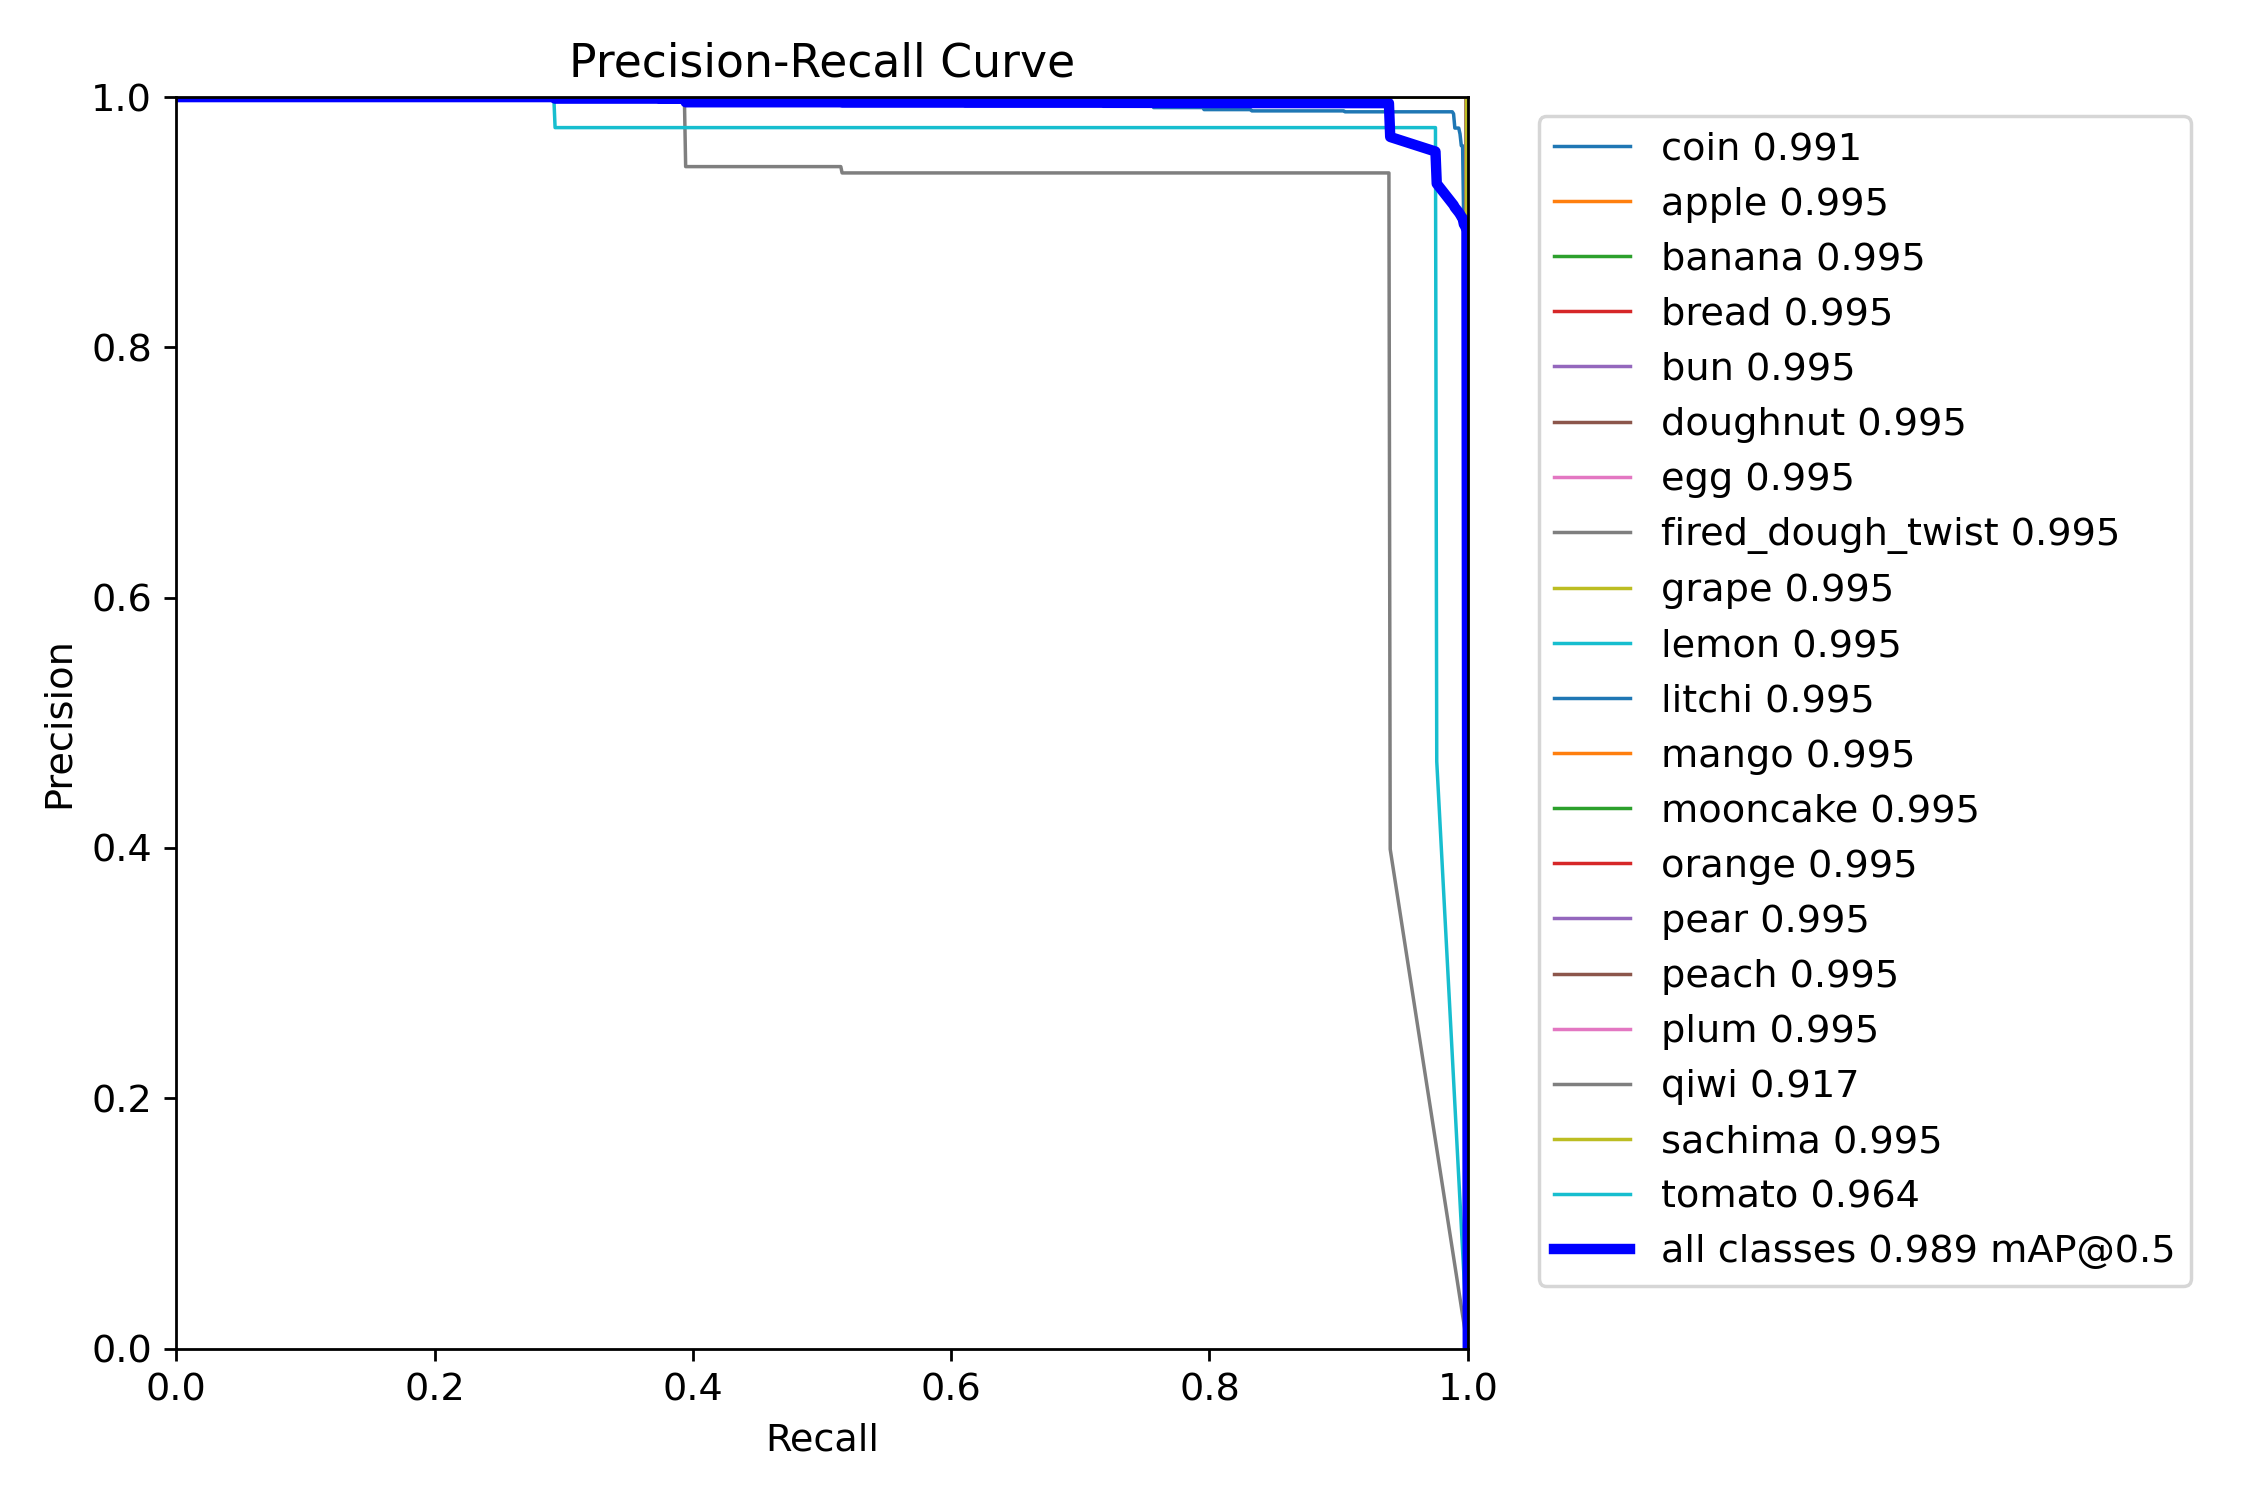 Precision-Recall Curve
1.0
0.8
0.6
0.4
0.2
0.0
Precision
0.0 0.2 0.4 0.6 0.8 1.0
Recall
coin 0.991
apple 0.995
banana 0.995
bread 0.995
bun 0.995
doughnut 0.995
egg 0.995
fired_dough_twist 0.995
grape 0.995
lemon 0.995
litchi 0.995
mango 0.995
mooncake 0.995
orange 0.995
pear 0.995
peach 0.995
plum 0.995
qiwi 0.917
sachima 0.995
tomato 0.964
all classes 0.989 mAP@0.5